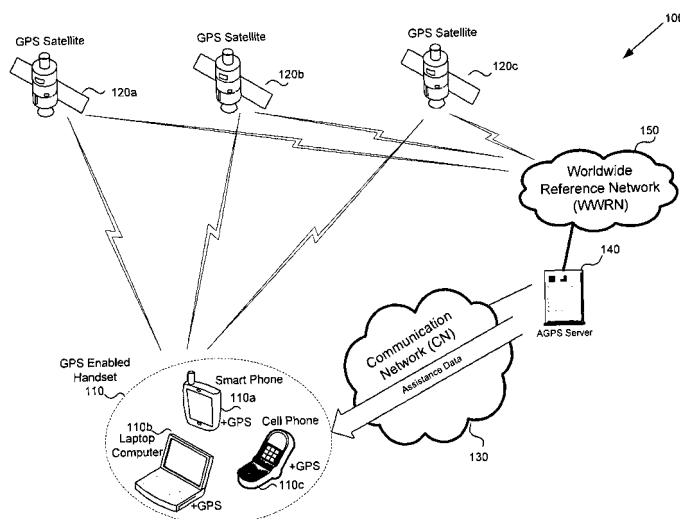 100
GPS Satellite
120a
GPS Satellite
120b
GPS Satellite
120c
150
Worldwide
Reference Network
(WWRN)
140
AGPS Server
Communication
Network (CN)
Assistance Data
130
GPS Enabled
Handset
110
Smart Phone
110a
+GPS
110b
Laptop
Computer
+GPS
Cell Phone
+GPS
110c